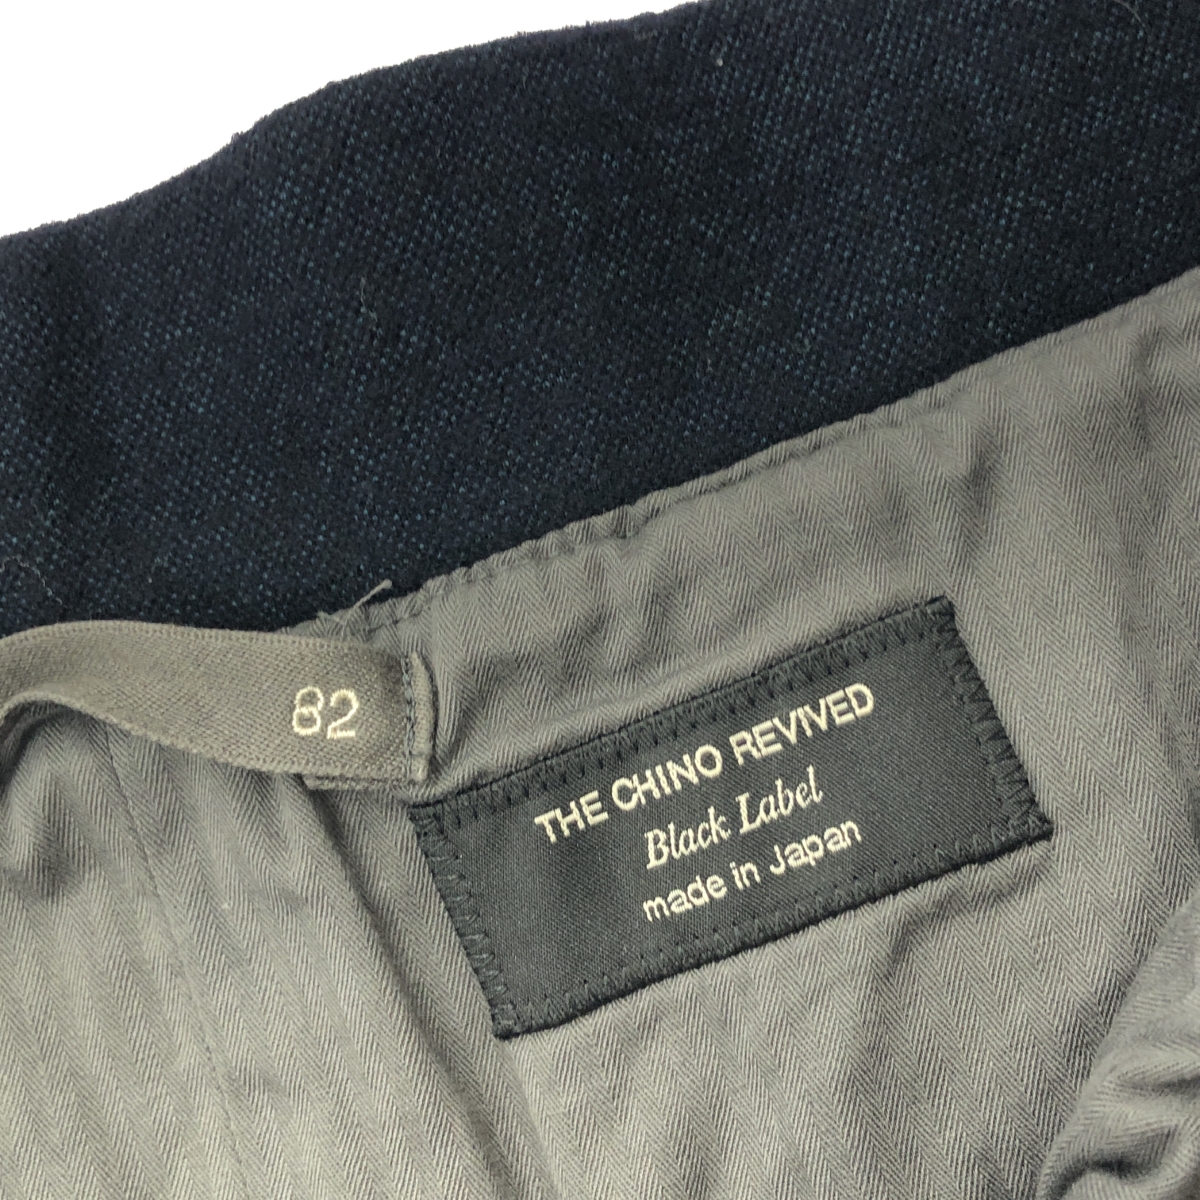 82
THE CHINO REVIVED
Black Label
made in Japan